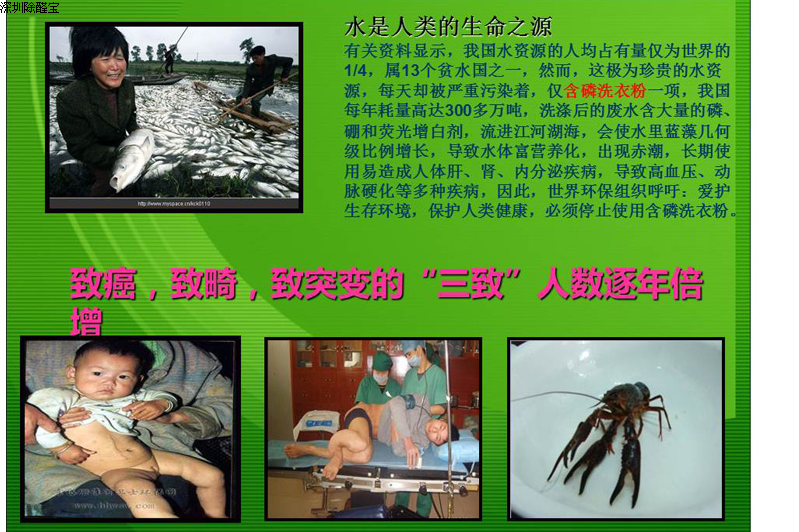 深圳除醛宝
水是人类的生命之源
有关资料显示，我国水资源的人均占有量仅为世界的
1/4，属13个贫水国之一，然而，这极为珍贵的水资
源，每天却被严重污染着，仅含磷洗衣粉一项，我国
每年耗量高达300多万吨，洗涤后的废水含大量的磷、
硼和荧光增白剂，流进江河湖海，会使水里蓝藻几何
级比例增长，导致水体富营养化，出现赤潮，长期使
用易造成人体肝、肾、内分泌疾病，导致高血压、动
脉硬化等多种疾病，因此，世界环保组织呼吁：爱护
生存环境，保护人类健康，必须停止使用含磷洗衣粉。
http://www.myspace.cn/kck0110
致癌，致畸，致突变的“三致”人数逐年倍
增